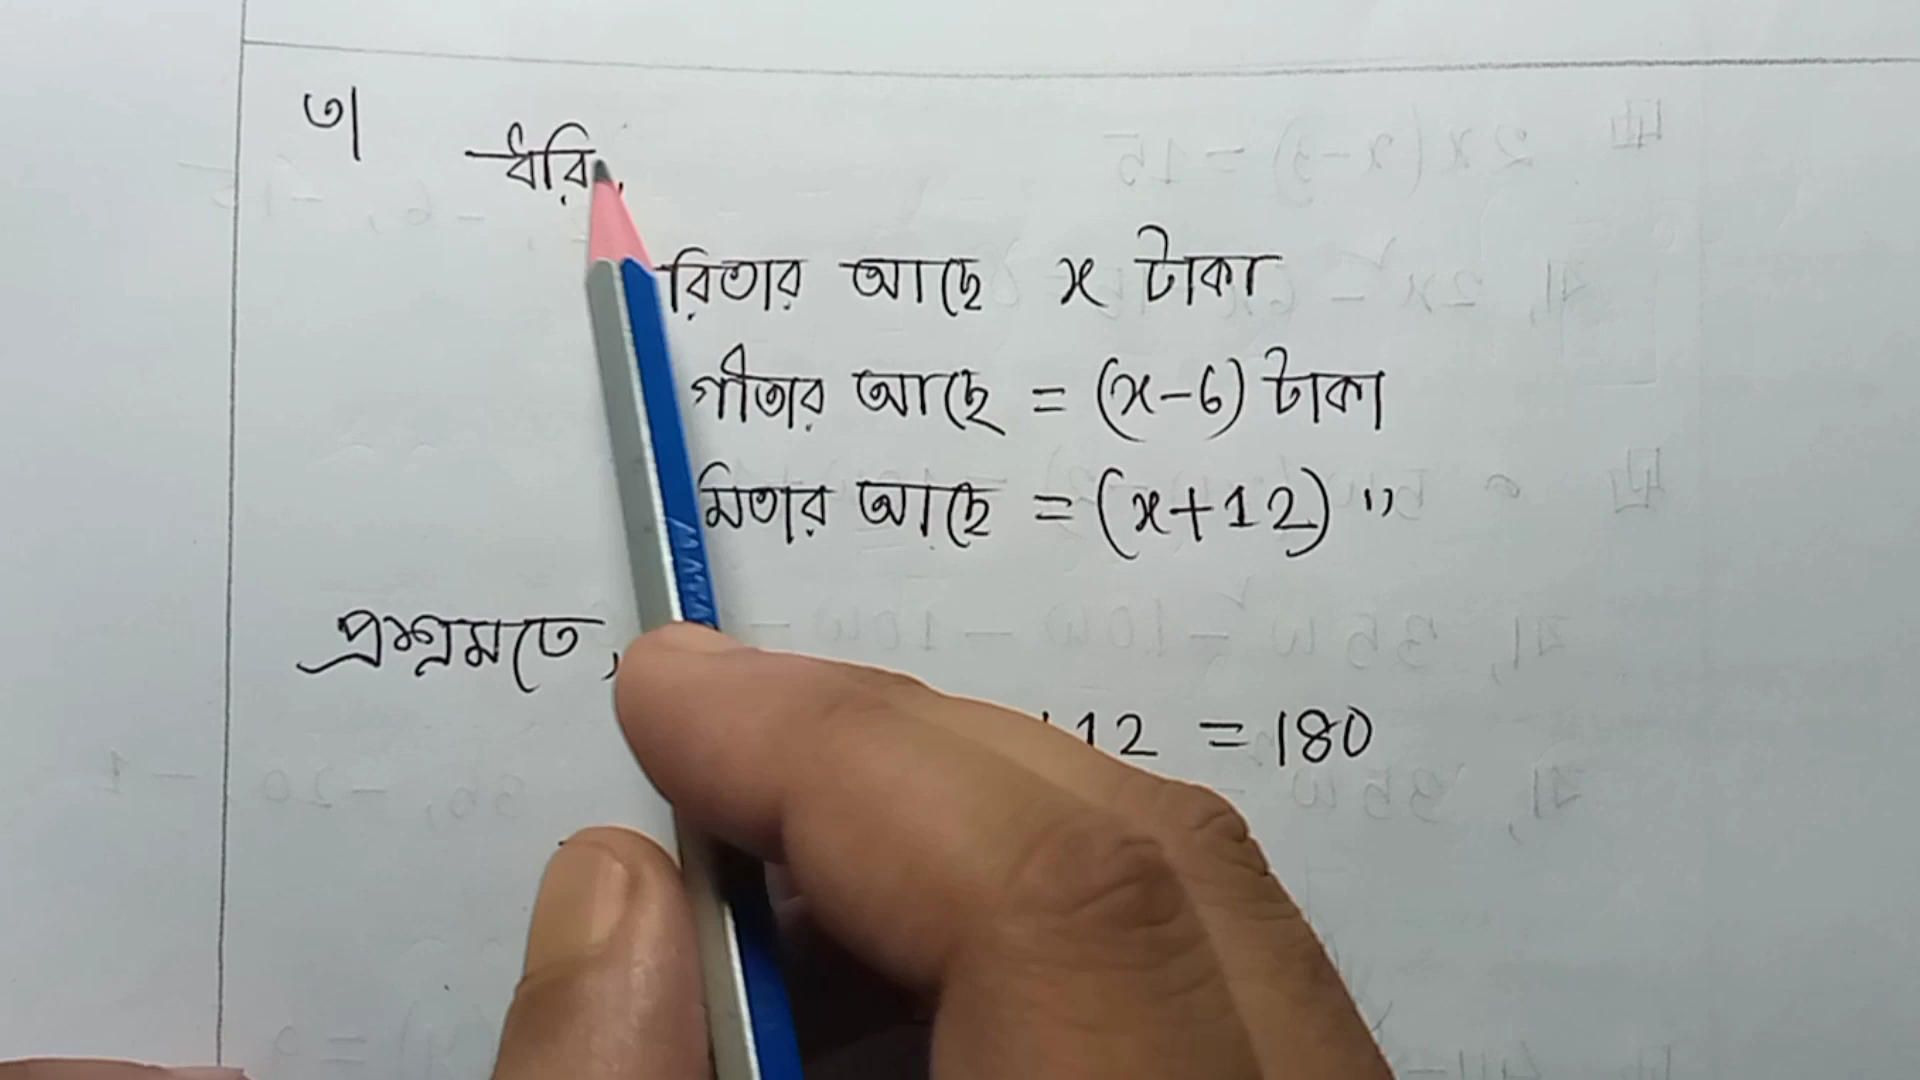 ৩|
ধরি,
রিতার আছে x টাকা
গীতার আছে = (x-6) টাকা
মিতার আছে = (x+12) ''
প্রশ্নমতে,
12 = 180